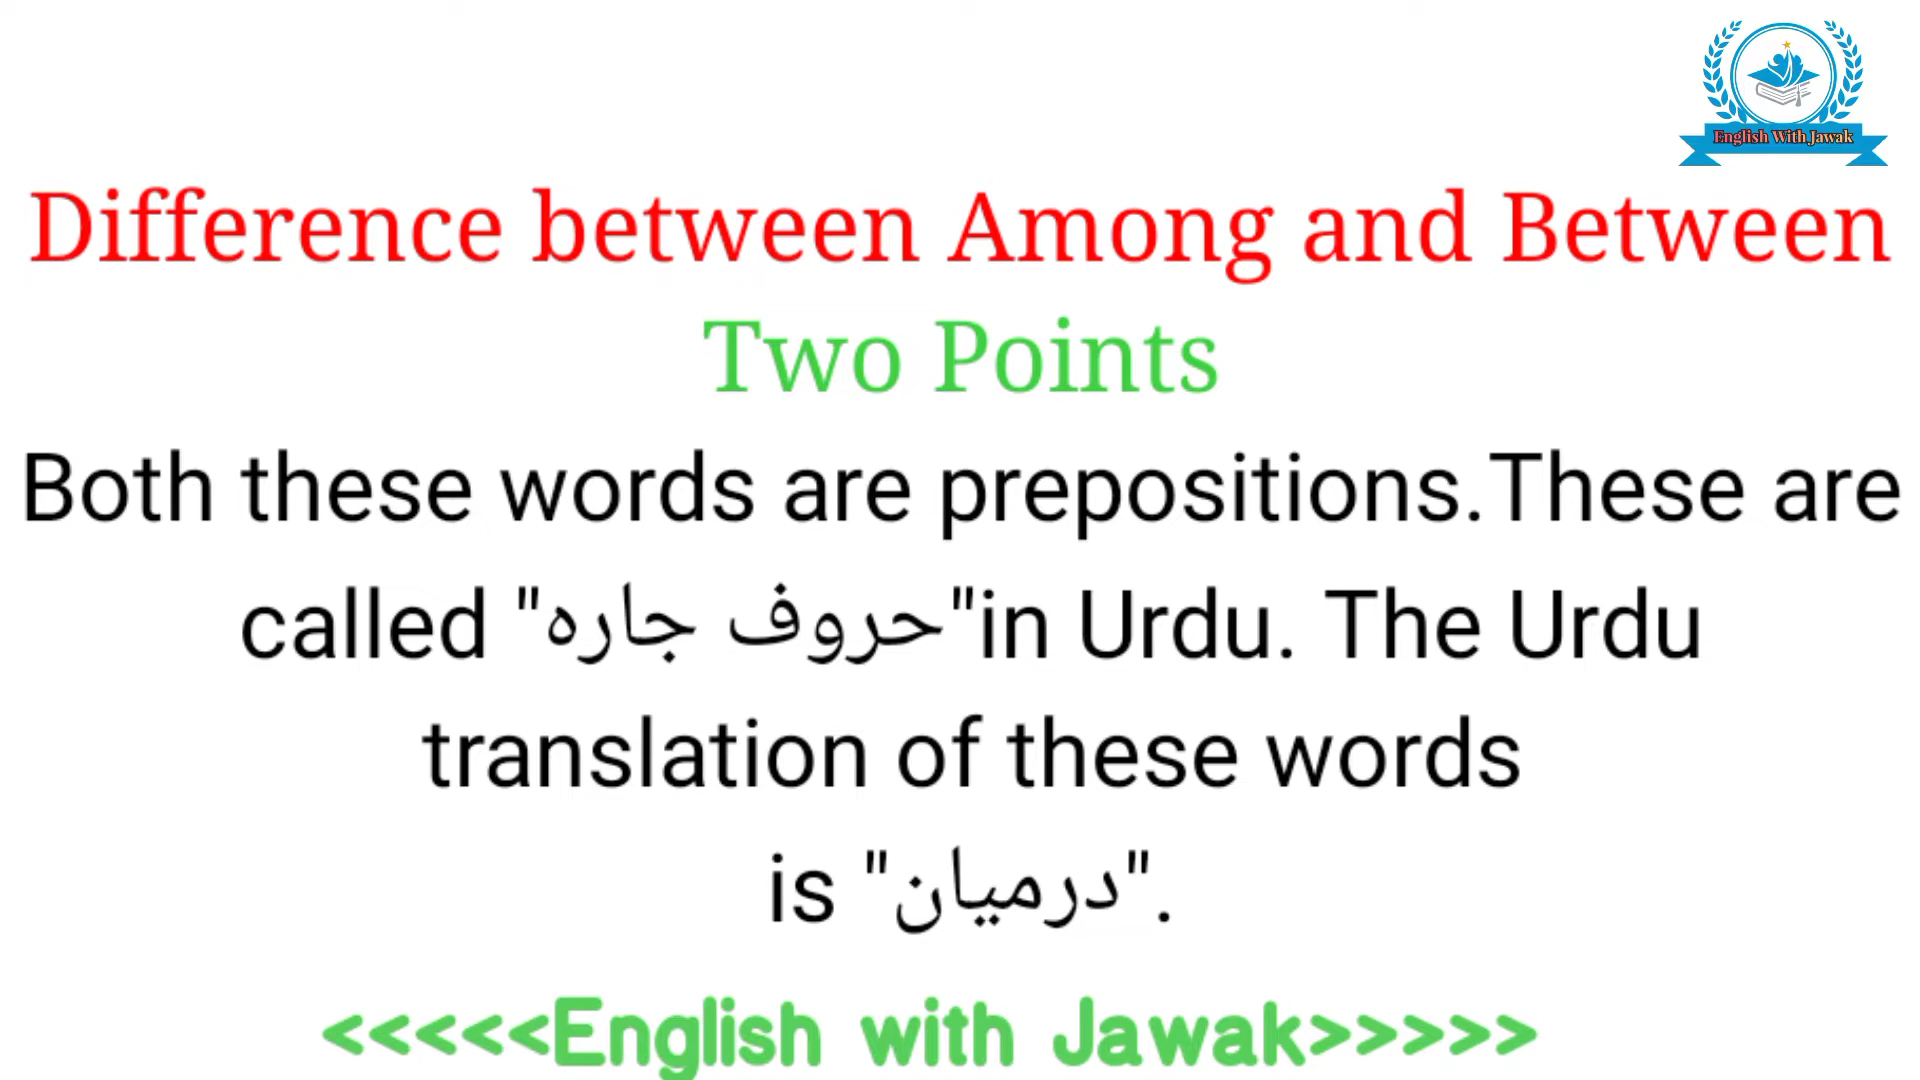 English With Jawak
Difference between Among and Between
Two Points
Both these words are prepositions.These are
called "حروف جارہ"in Urdu. The Urdu
translation of these words
is "درمیان".
<<<<<English with Jawak>>>>>